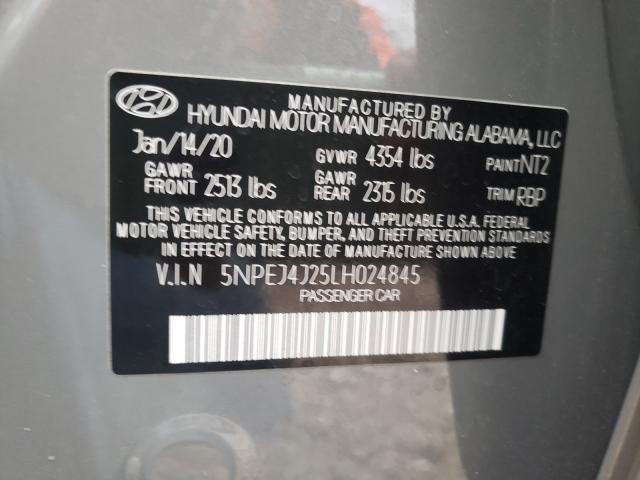 MANUFACTURED BY
HYUNDAI MOTOR MANUFACTURING ALABAMA, LLC
Jan/14/20 GVWR 4354 lbs PAINT NT2
GAWR FRONT 2513 lbs GAWR REAR 2315 lbs TRIM RBP
THIS VEHICLE CONFORMS TO ALL APPLICABLE U.S.A. FEDERAL
MOTOR VEHICLE SAFETY, BUMPER, AND THEFT PREVENTION STANDARDS
IN EFFECT ON THE DATE OF MANUFACTURE SHOWN ABOVE
V.I.N 5NPEJ4J25LH024845
PASSENGER CAR